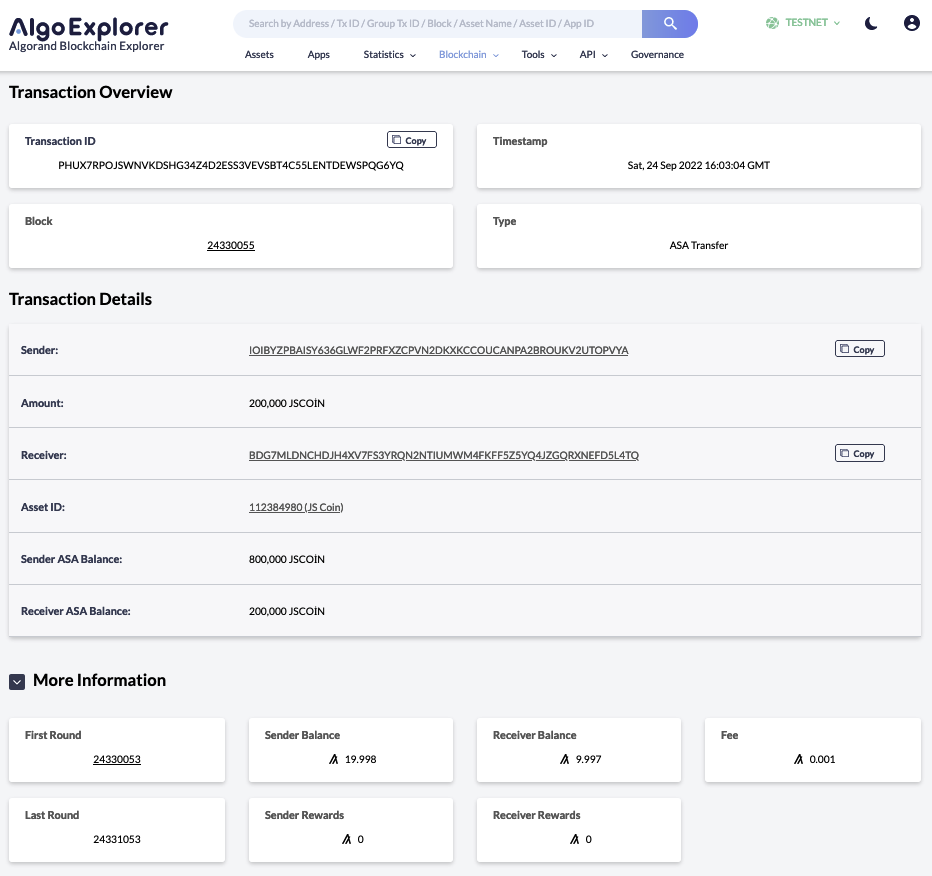 AlgoExplorer
Algorand Blockchain Explorer
Search by Address / Tx ID / Group Tx ID / Block / Asset Name / Asset ID / App ID
TESTNET
Assets Apps Statistics Blockchain Tools API Governance
Transaction Overview
Transaction ID Copy
PHUX7RPOJSWNVKDSHG34Z4D2ESS3VEVSBT4C55LENTDEWSPQG6YQ
Timestamp
Sat, 24 Sep 2022 16:03:04 GMT
Block
24330055
Type
ASA Transfer
Transaction Details
Sender: IOIBYZPBAISY636GLWF2PRFXZCPVN2DKXKCCOUCANPA2BROUKV2UTOPVYA Copy
Amount: 200,000 JSCOİN
Receiver: BDG7MLDNCHDJH4XV7FS3YRQN2NTIUMWM4FKFF5Z5YQ4JZGQRXNEFD5L4TQ Copy
Asset ID: 112384980 (JS Coin)
Sender ASA Balance: 800,000 JSCOİN
Receiver ASA Balance: 200,000 JSCOİN
More Information
First Round
24330053
Sender Balance
19.998
Receiver Balance
9.997
Fee
0.001
Last Round
24331053
Sender Rewards
0
Receiver Rewards
0